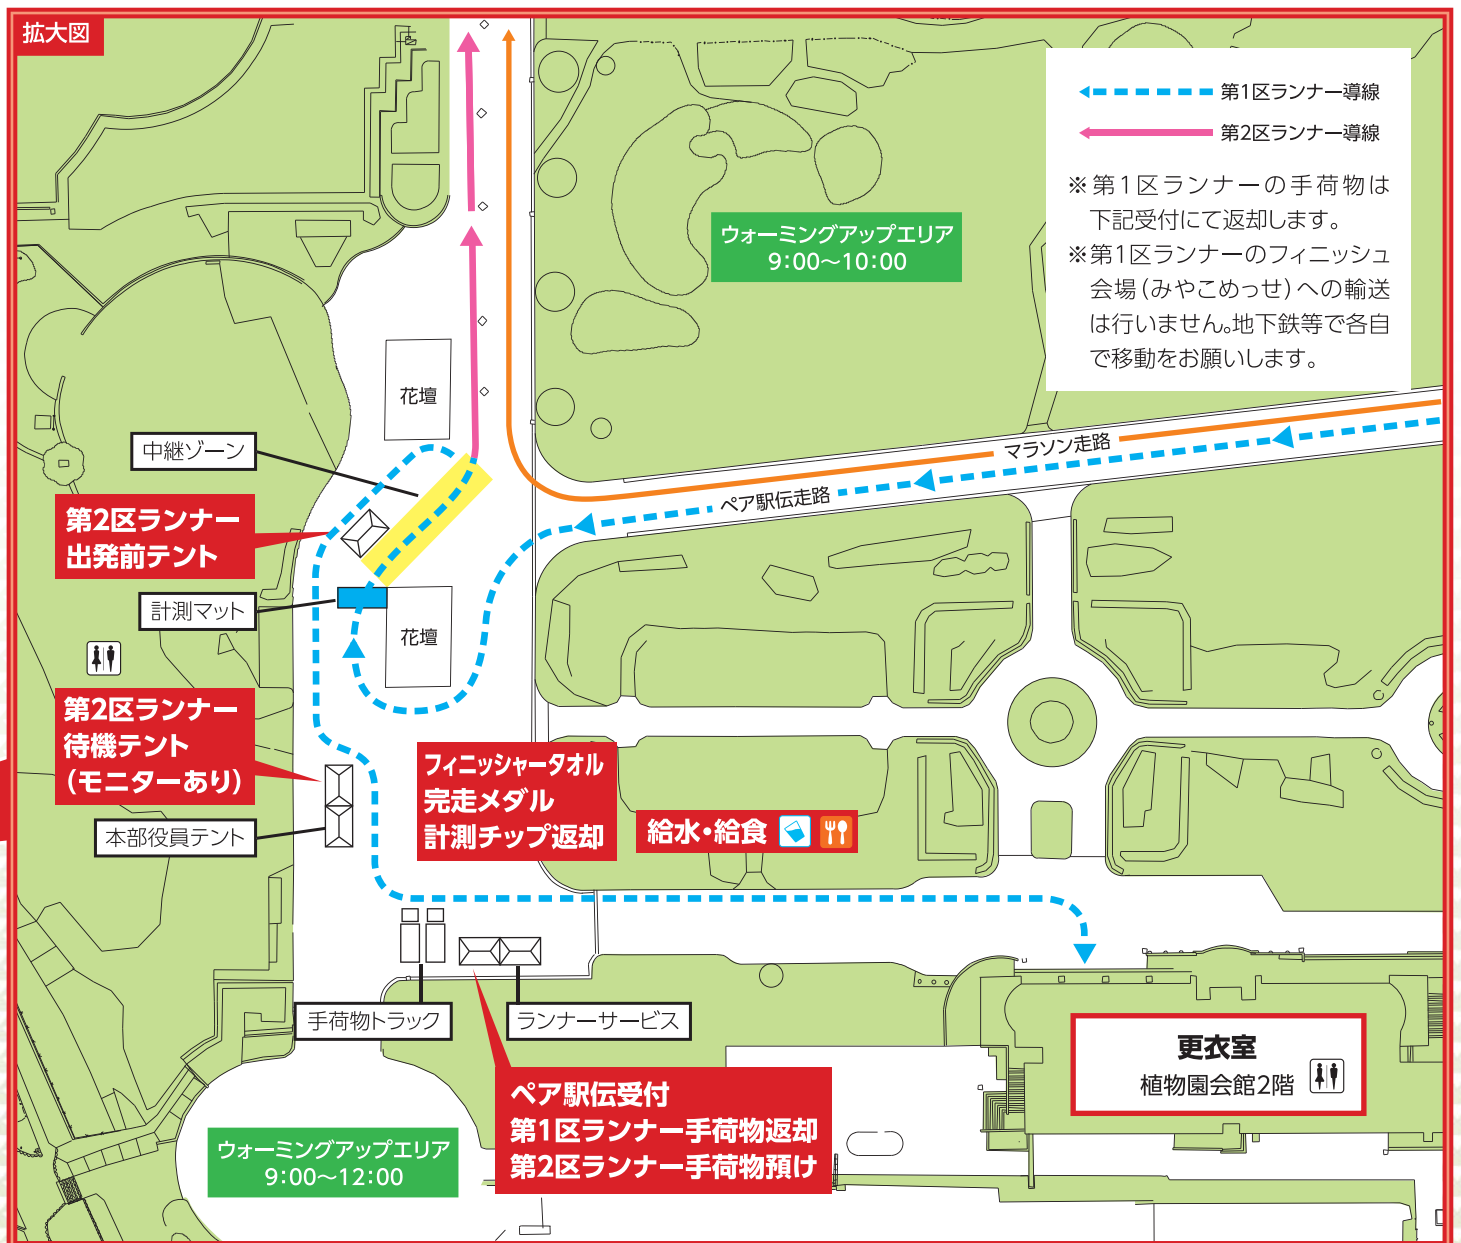 拡大図
第1区ランナー導線
第2区ランナー導線
※第1区ランナーの手荷物は
下記受付にて返却します。
※第1区ランナーのフィニッシュ
会場(みやこめっせ)への輸送
は行いません。地下鉄等で各自
で移動をお願いします。
ウォーミングアップエリア
9:00〜10:00
花壇
中継ゾーン
マラソン走路
ペア駅伝走路
第2区ランナー
出発前テント
計測マット
花壇
第2区ランナー
待機テント
(モニターあり)
フィニッシャータオル
完走メダル
計測チップ返却
給水・給食
本部役員テント
手荷物トラック
ランナーサービス
更衣室
植物園会館2階
ペア駅伝受付
第1区ランナー手荷物返却
第2区ランナー手荷物預け
ウォーミングアップエリア
9:00〜12:00